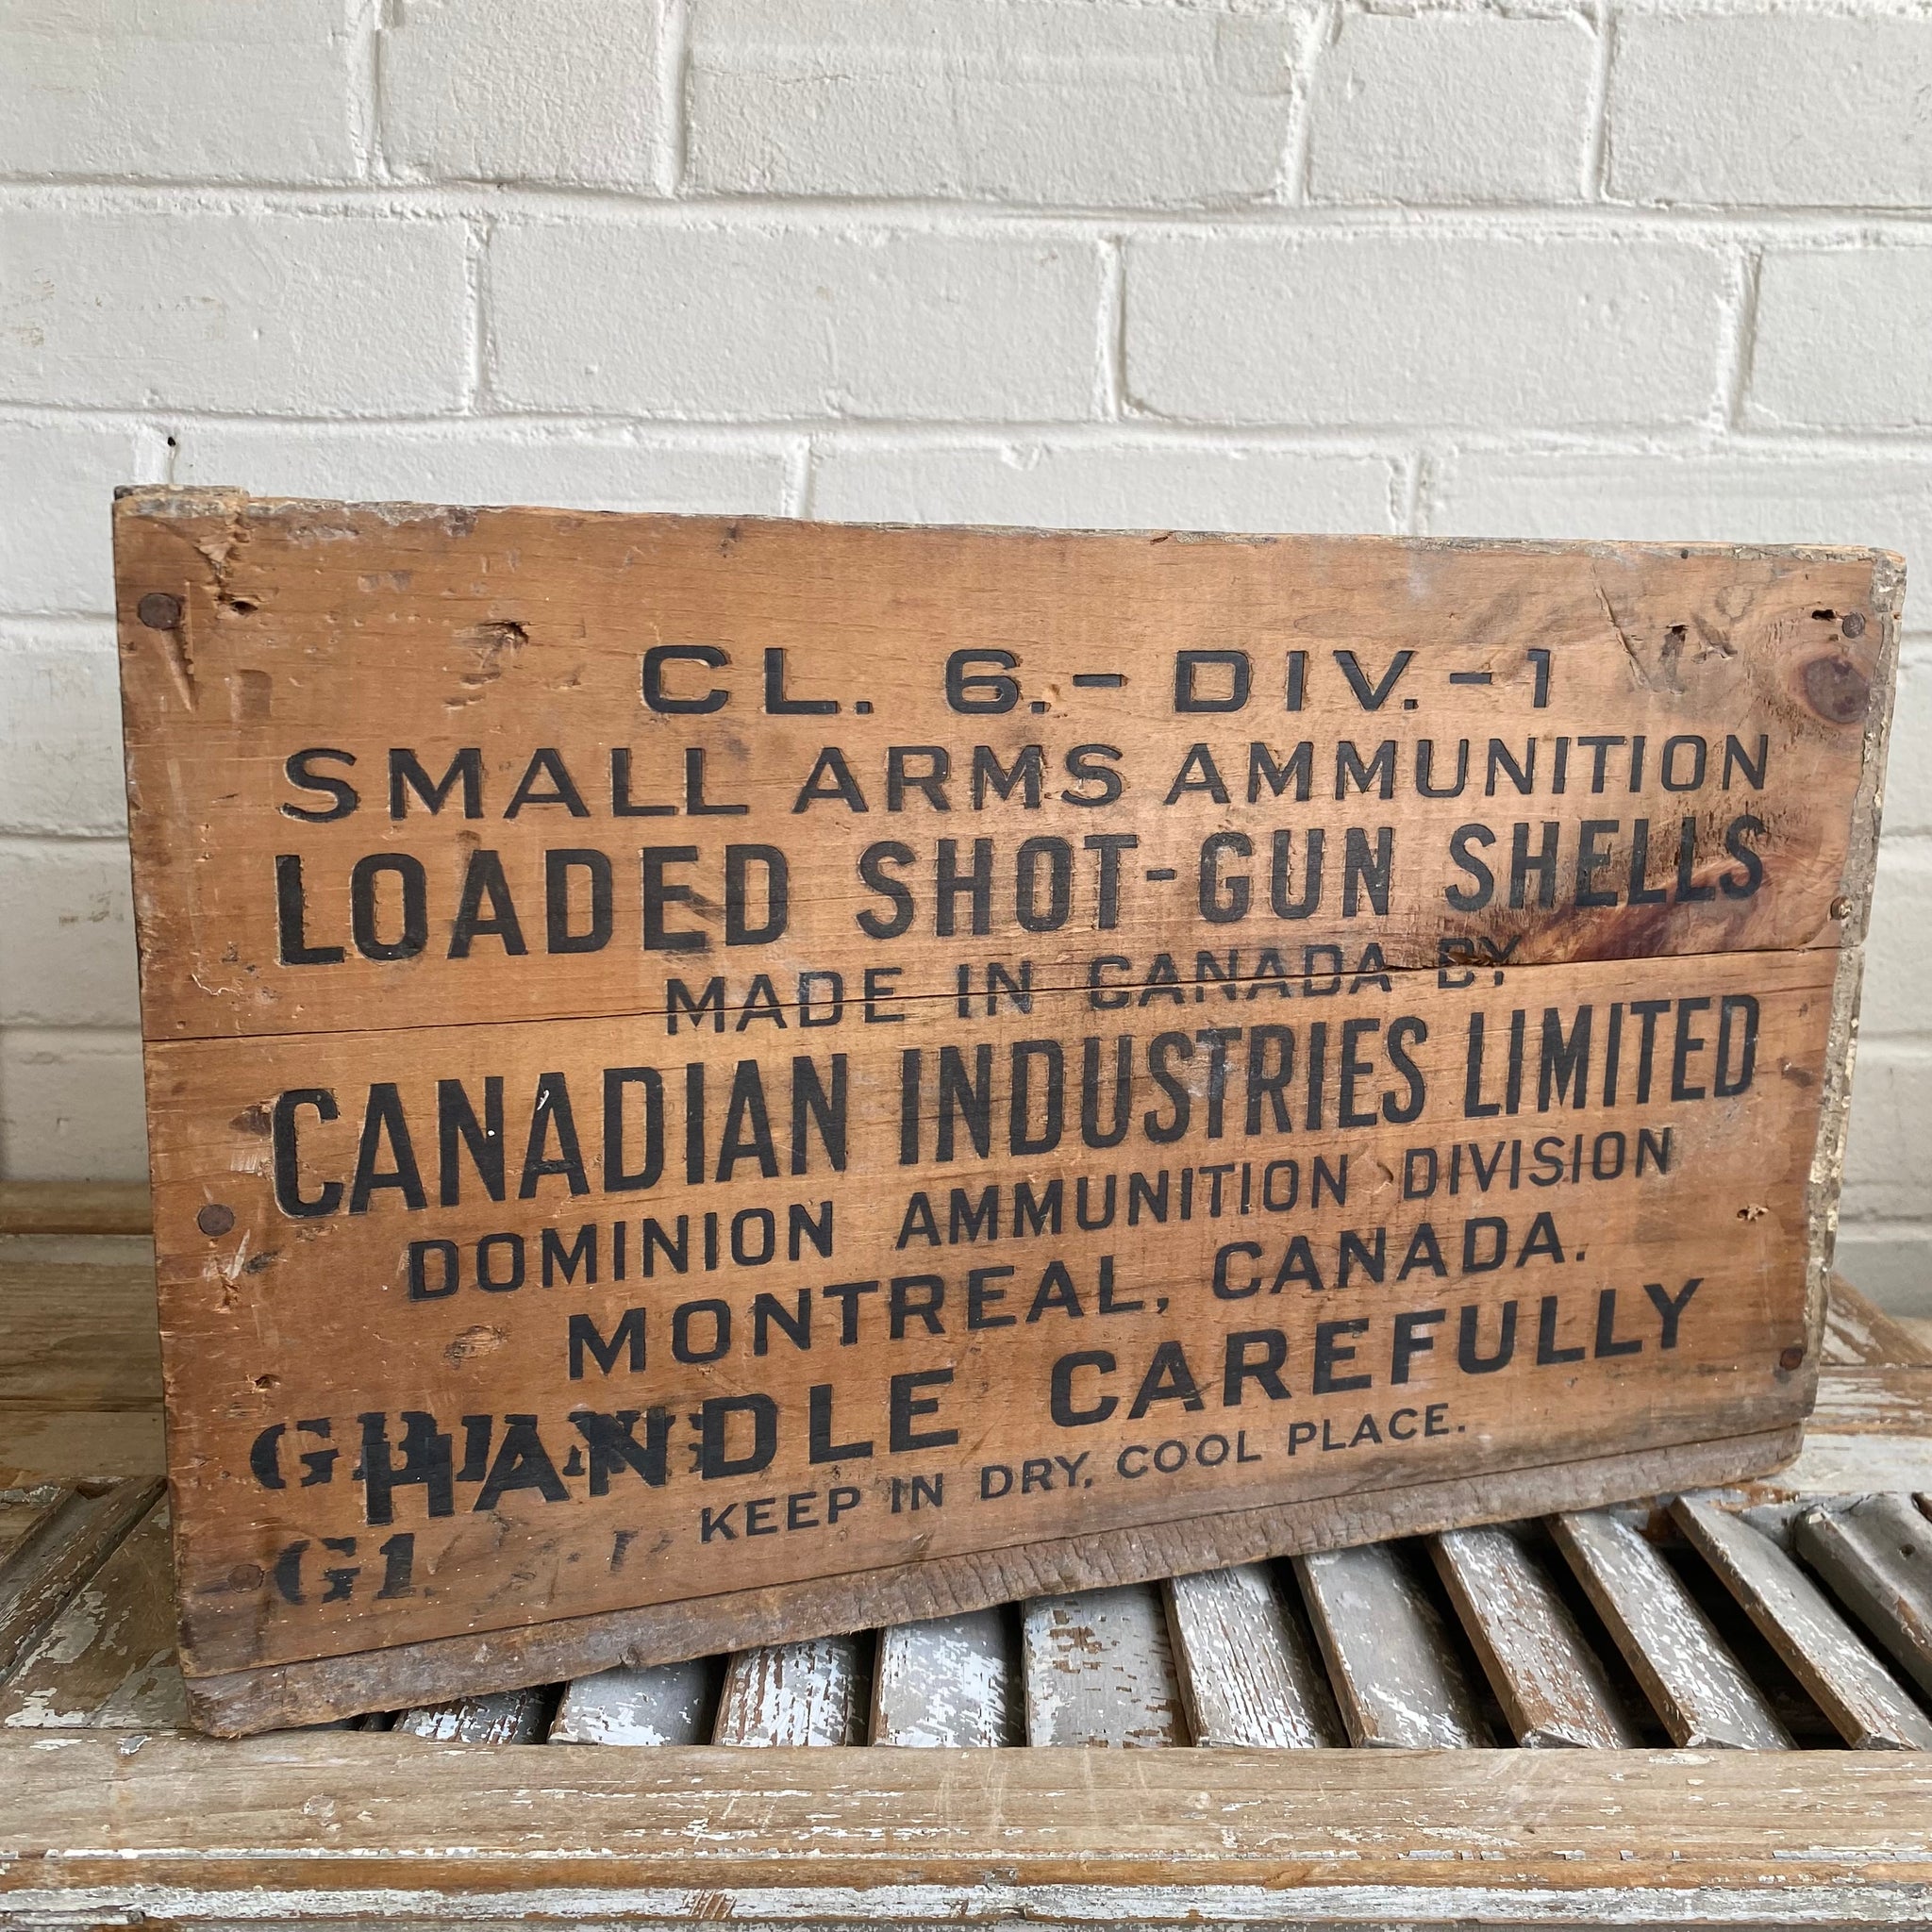 CL. 6.-DIV.-1
SMALL ARMS AMMUNITION
LOADED SHOT-GUN SHELLS
MADE IN CANADA BY
CANADIAN INDUSTRIES LIMITED
DOMINION AMMUNITION DIVISION
MONTREAL, CANADA.
HANDLE CAREFULLY
KEEP IN DRY, COOL PLACE.
G1